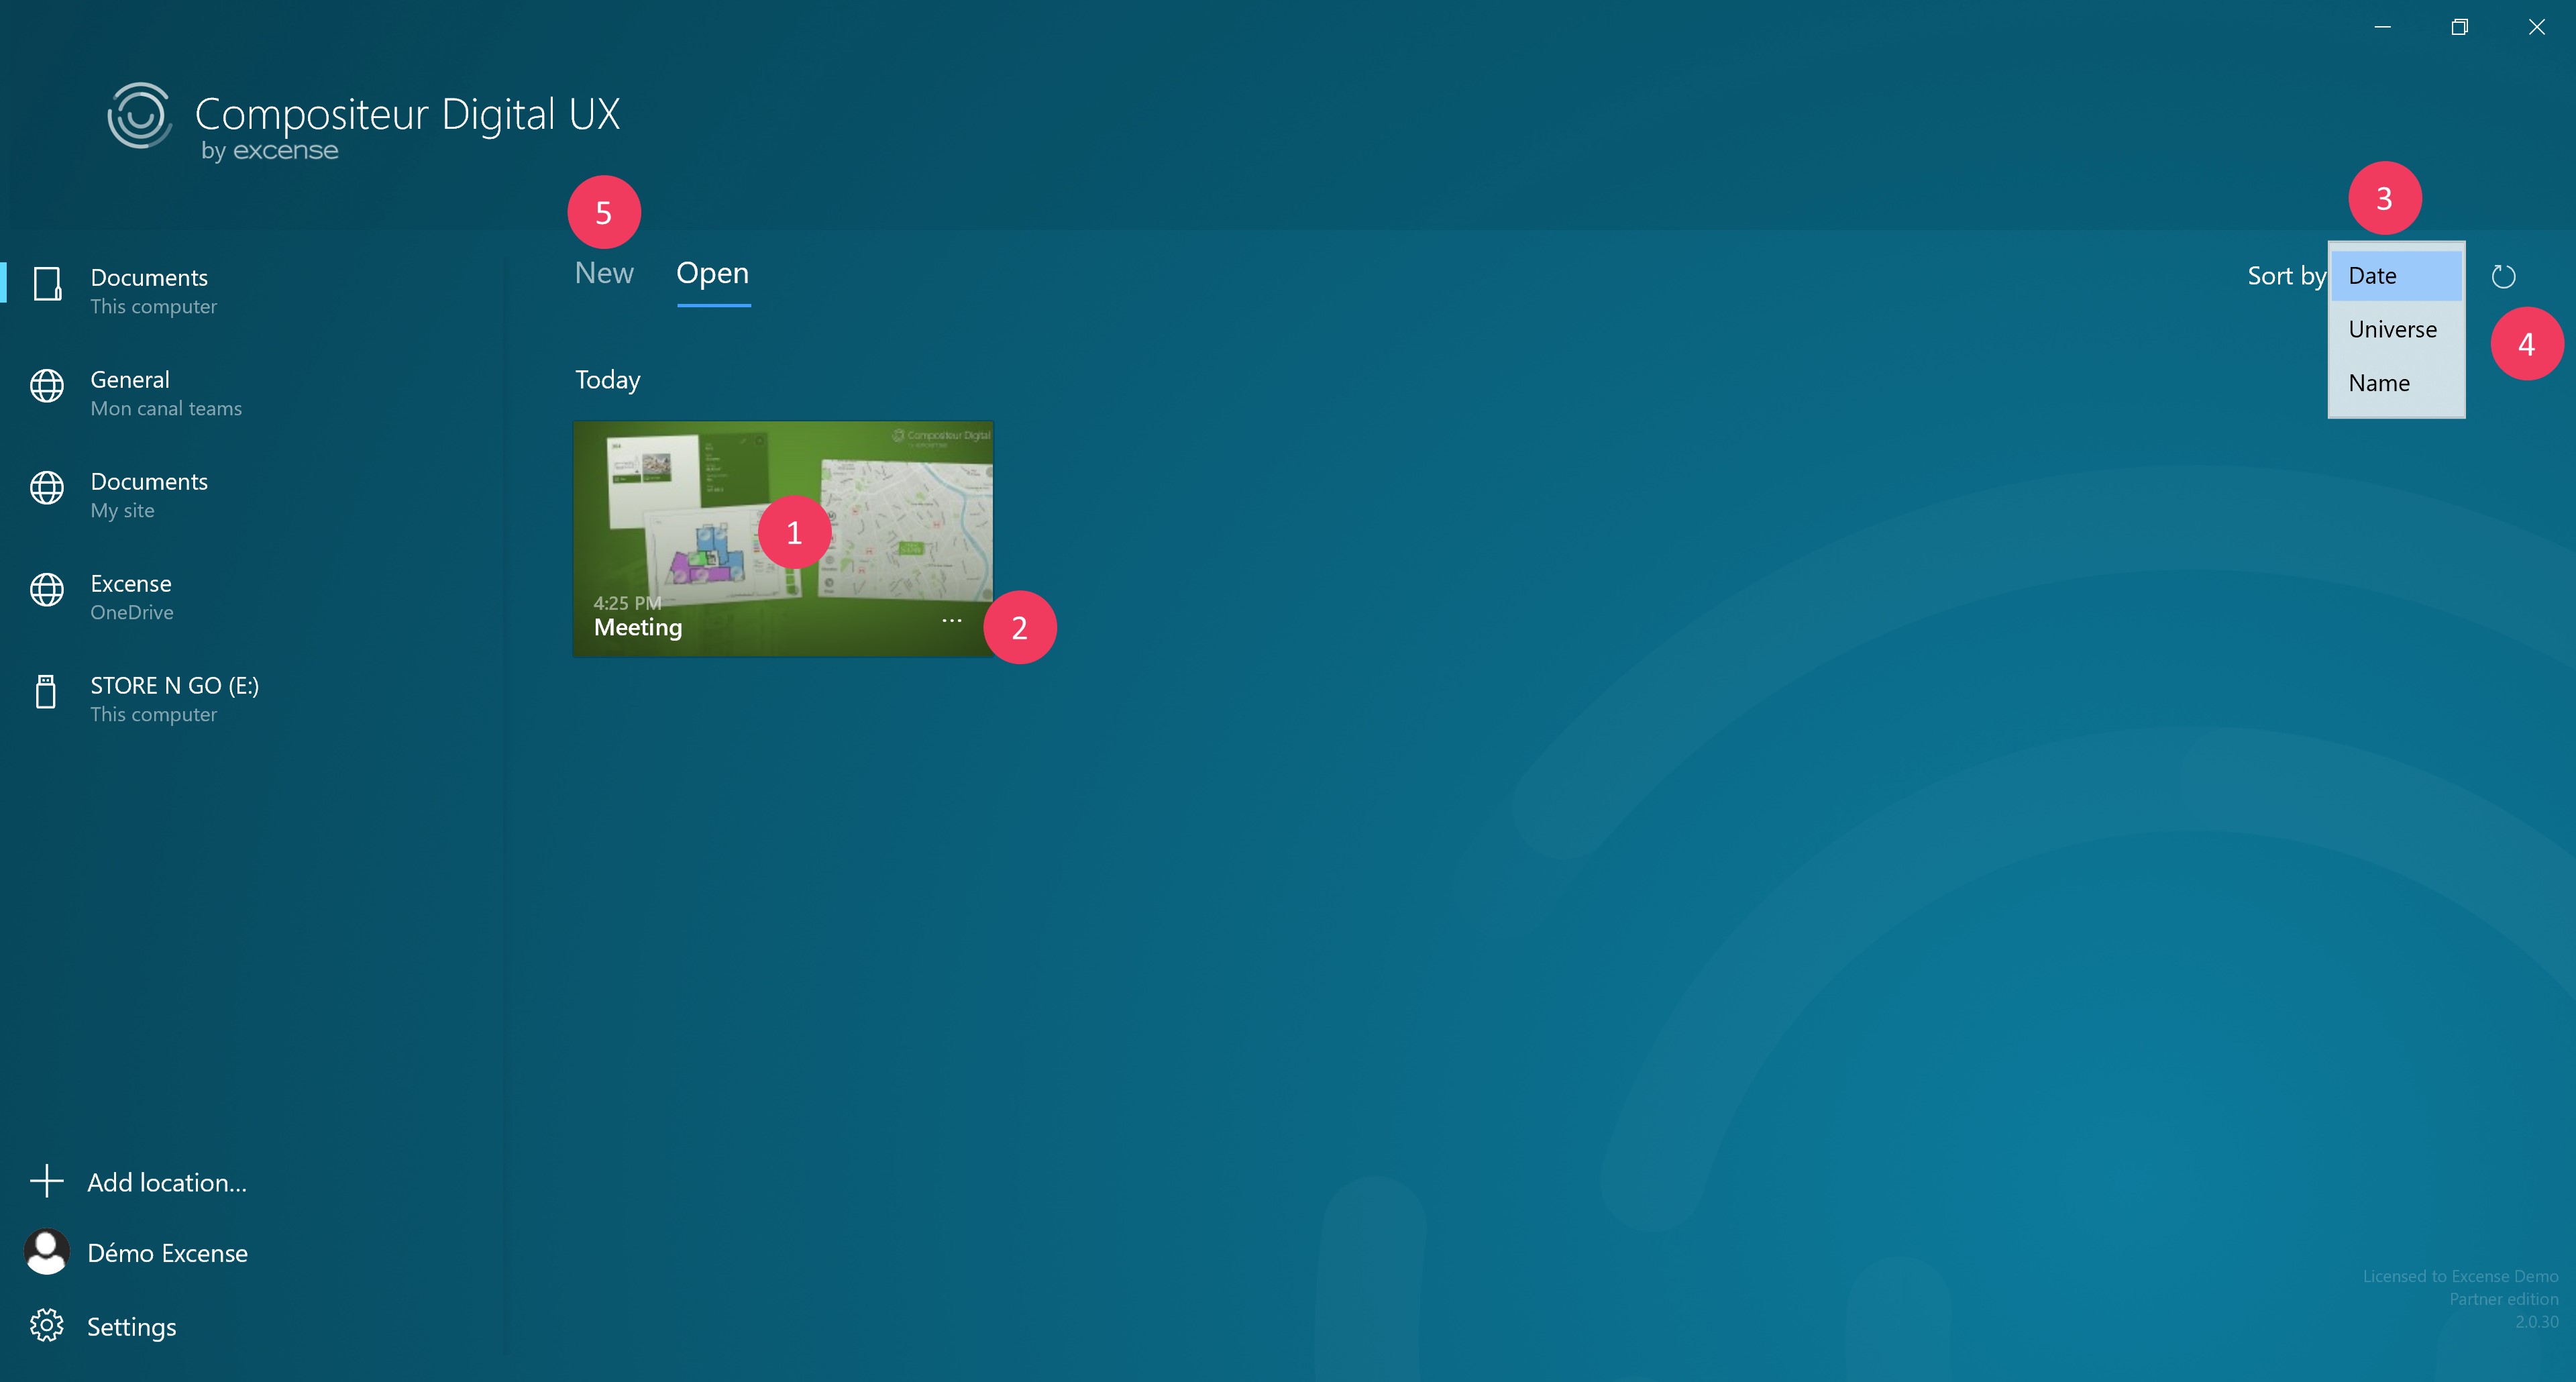 Compositeur Digital UX
by excense
5
3
New
Open
Sort by
Date
Universe
Name
4
Documents
This computer
General
Mon canal teams
Documents
My site
Excense
OneDrive
STORE N GO (E:)
This computer
Today
Compositeur Digital
1
4:25 PM
Meeting
...
2
Add location...
Démo Excense
Settings
Licensed to Excense Demo
Partner edition
2.0.30